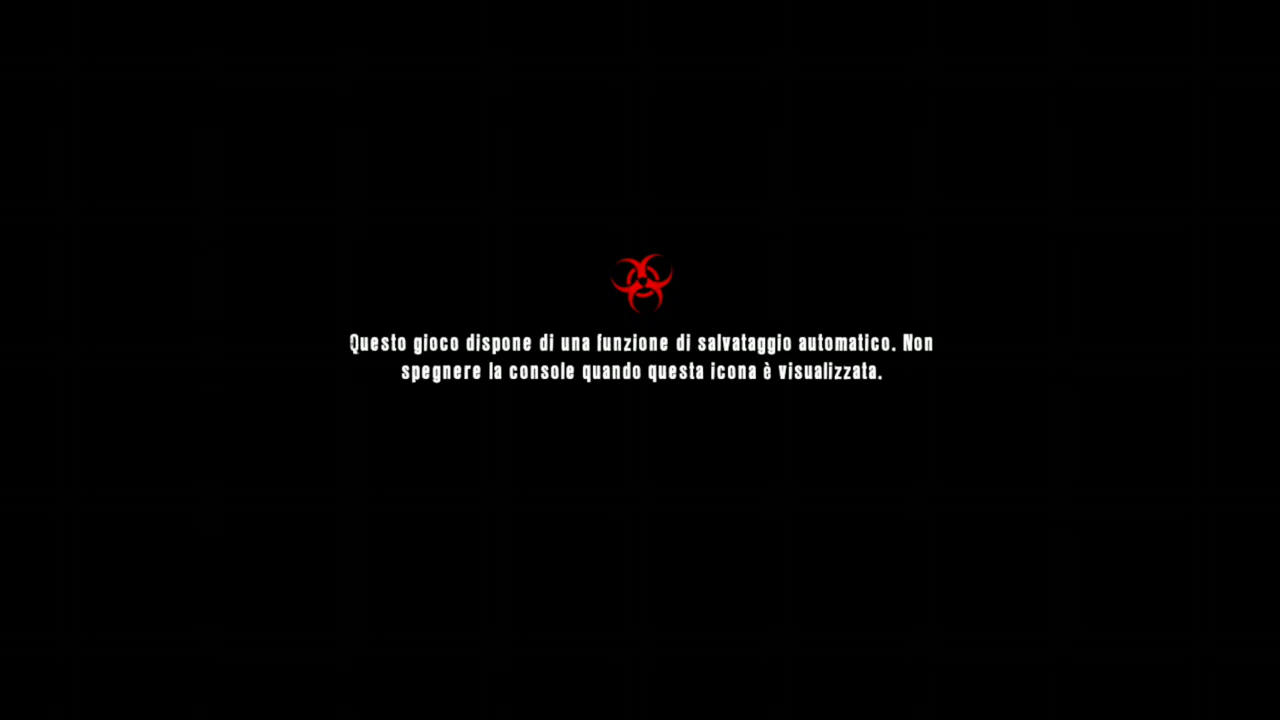 Questo gioco dispone di una funzione di salvataggio automatico. Non
spegnere la console quando questa icona è visualizzata.